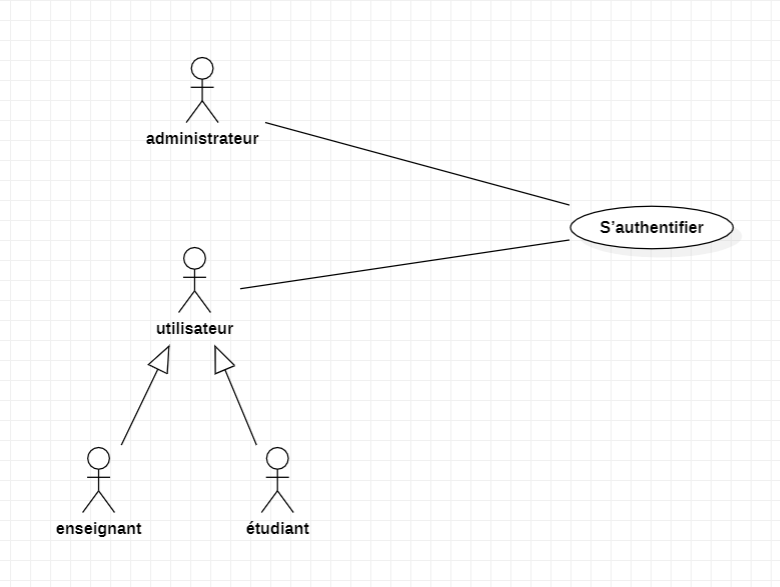 administrateur
S'authentifier
utilisateur
enseignant
étudiant